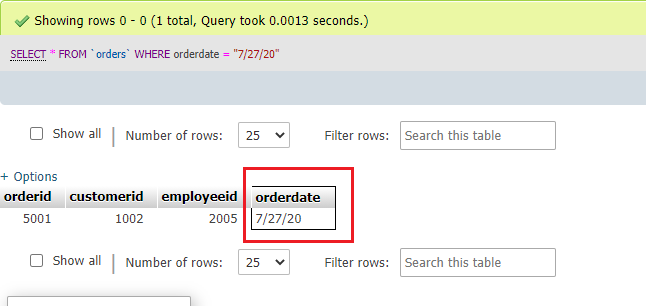 Showing rows 0 - 0 (1 total, Query took 0.0013 seconds.)
SELECT * FROM `orders` WHERE orderdate = "7/27/20"
Show all | Number of rows: 25 Filter rows: Search this table
+ Options
orderid customerid employeeid orderdate
5001 1002 2005 7/27/20
Show all | Number of rows: 25 Filter rows: Search this table